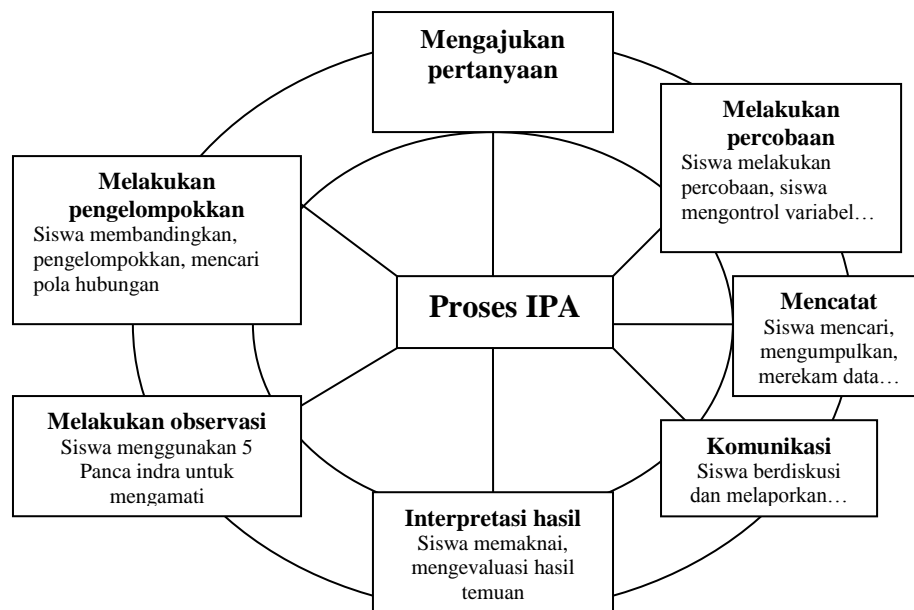 Mengajukan
pertanyaan
Melakukan
percobaan
Siswa melakukan
percobaan, siswa
mengontrol variabel…
Melakukan
pengelompokkan
Siswa membandingkan,
pengelompokkan, mencari
pola hubungan
Proses IPA
Mencatat
Siswa mencari,
mengumpulkan,
merekam data…
Melakukan observasi
Siswa menggunakan 5
Panca indra untuk
mengamati
Komunikasi
Siswa berdiskusi
dan melaporkan…
Interpretasi hasil
Siswa memaknai,
mengevaluasi hasil
temuan